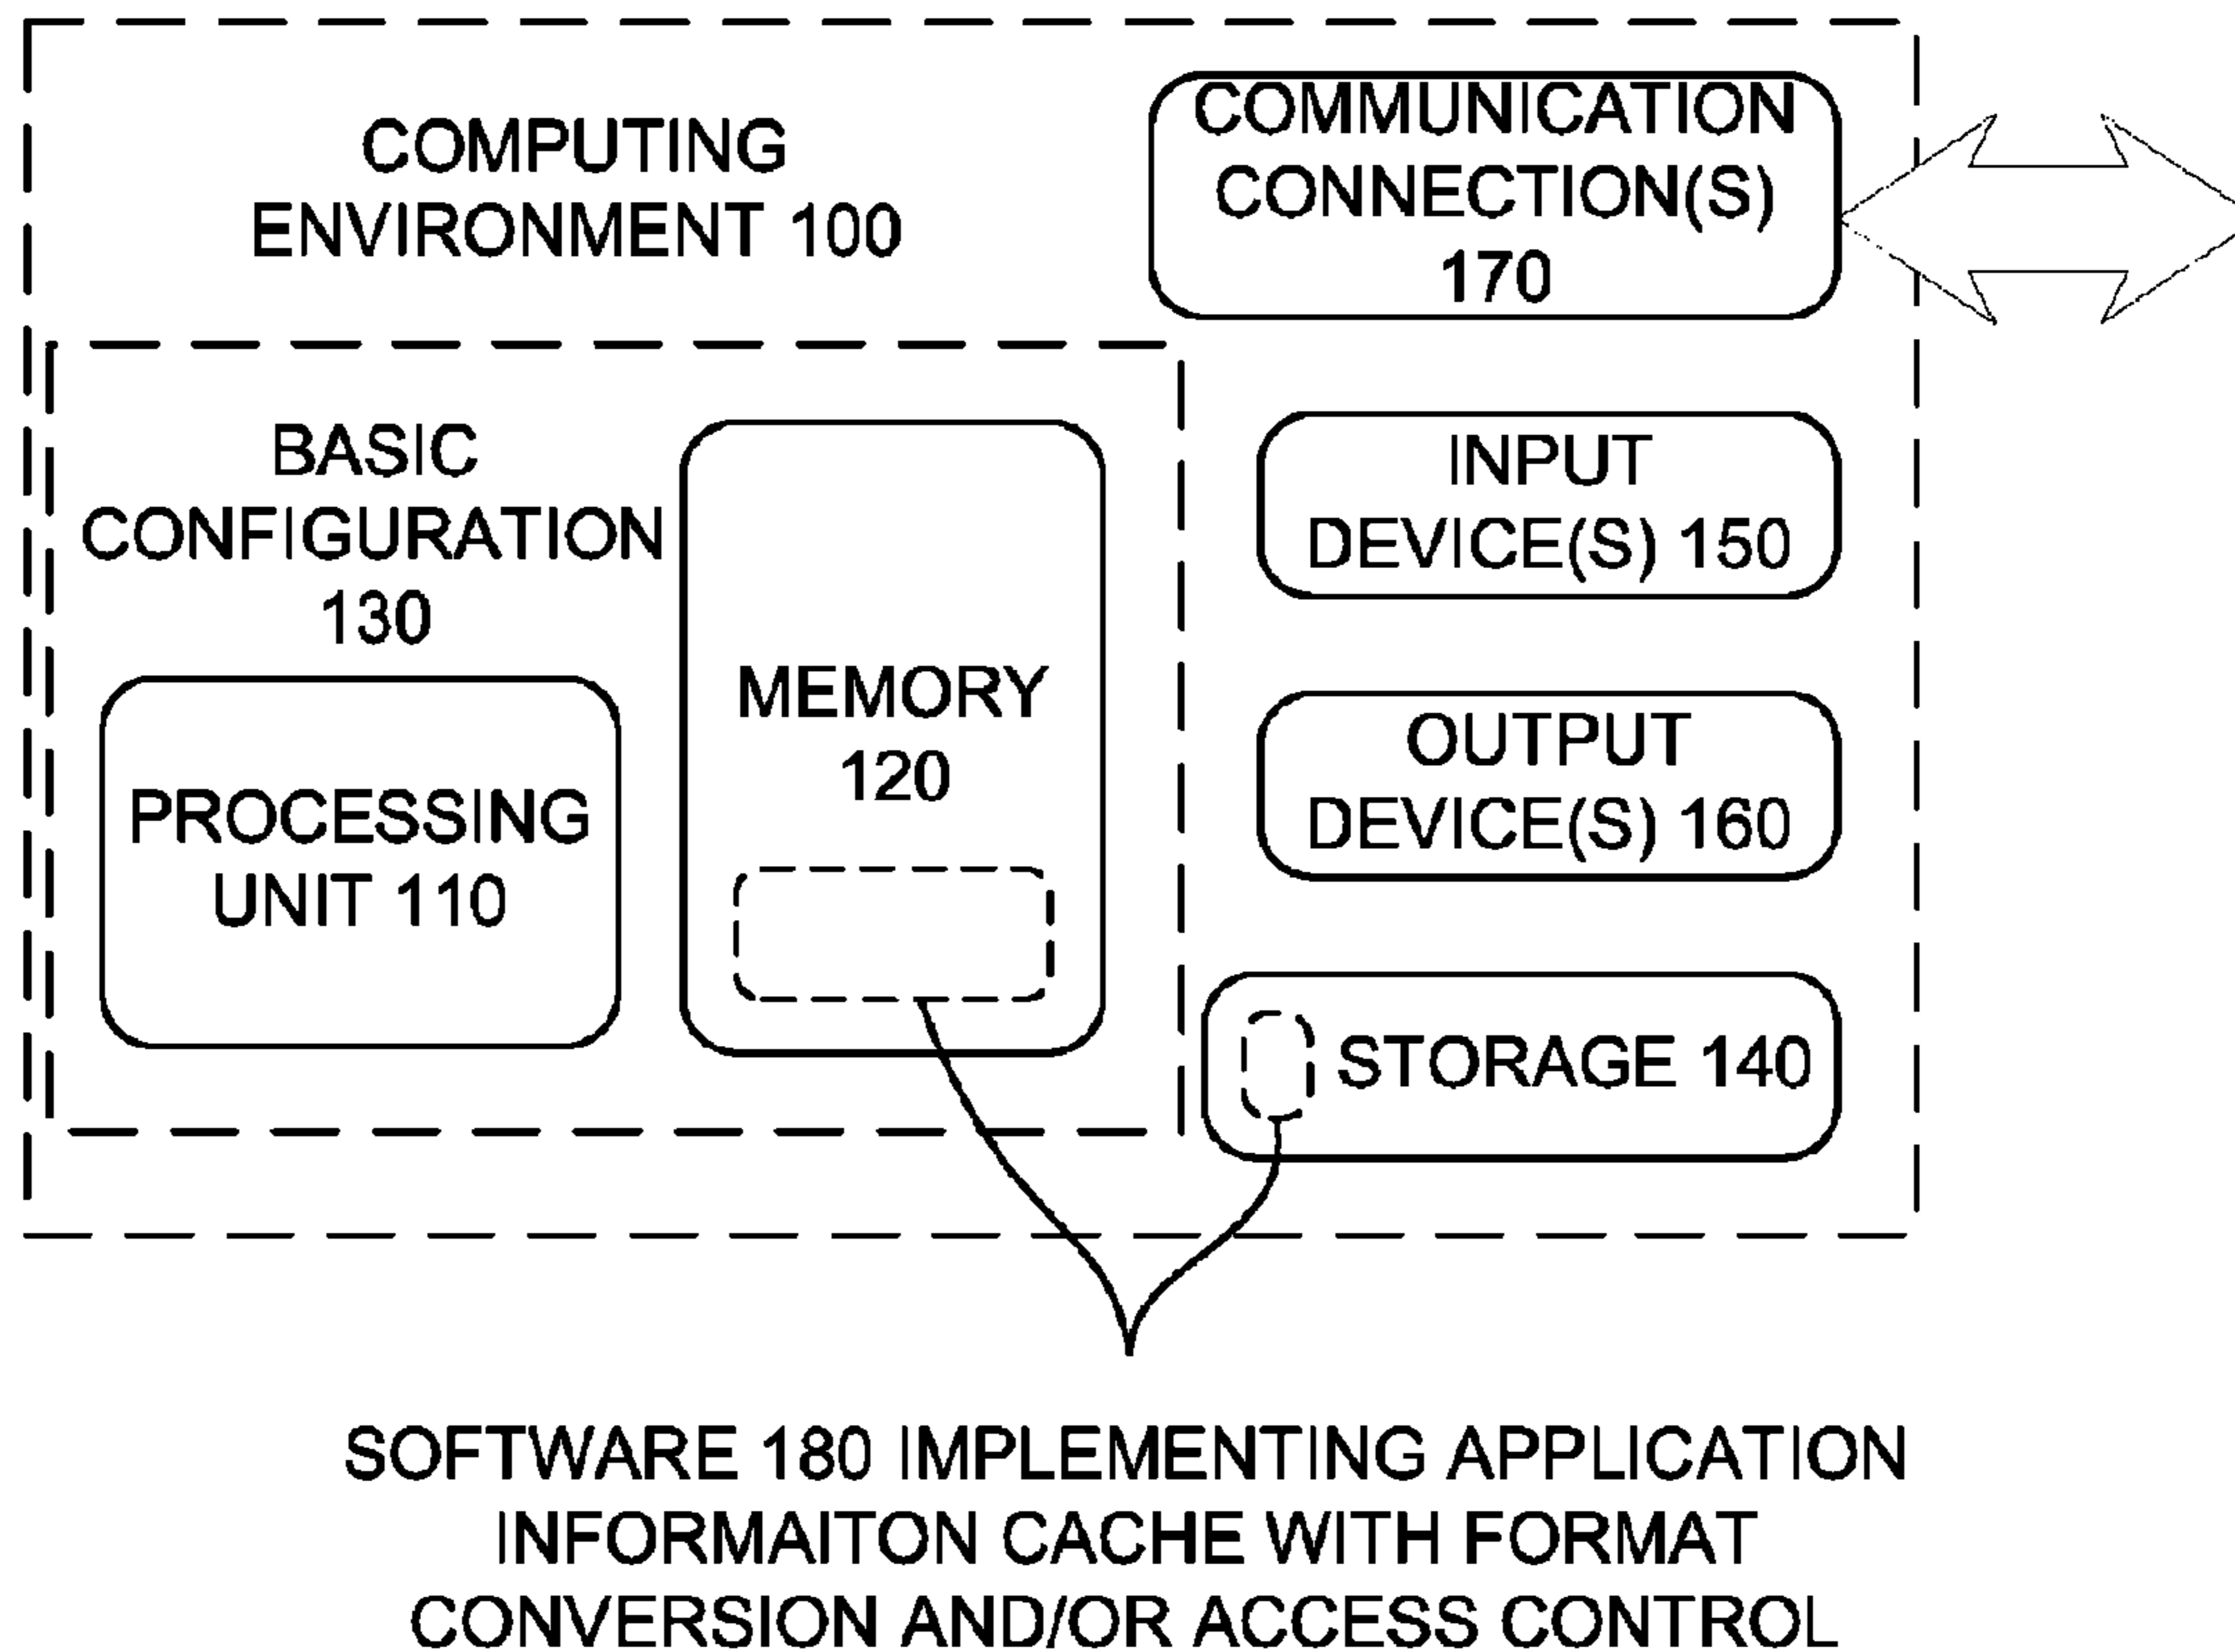 COMPUTING
ENVIRONMENT 100
COMMUNICATION
CONNECTION(S)
170
BASIC
CONFIGURATION
130
PROCESSING
UNIT 110
MEMORY
120
INPUT
DEVICE(S) 150
OUTPUT
DEVICE(S) 160
STORAGE 140
SOFTWARE 180 IMPLEMENTING APPLICATION
INFORMAITON CACHE WITH FORMAT
CONVERSION AND/OR ACCESS CONTROL